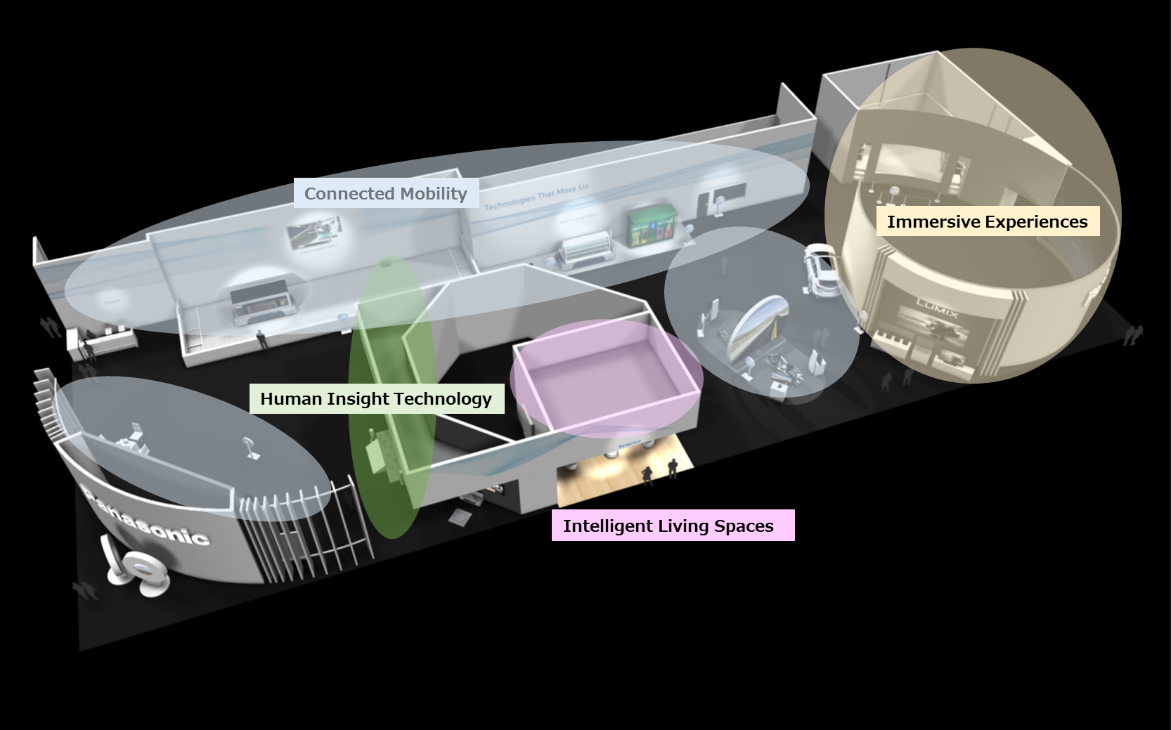 Connected Mobility
Technologies That Move Us
Immersive Experiences
LUMIX
Human Insight Technology
Panasonic
Intelligent Living Spaces